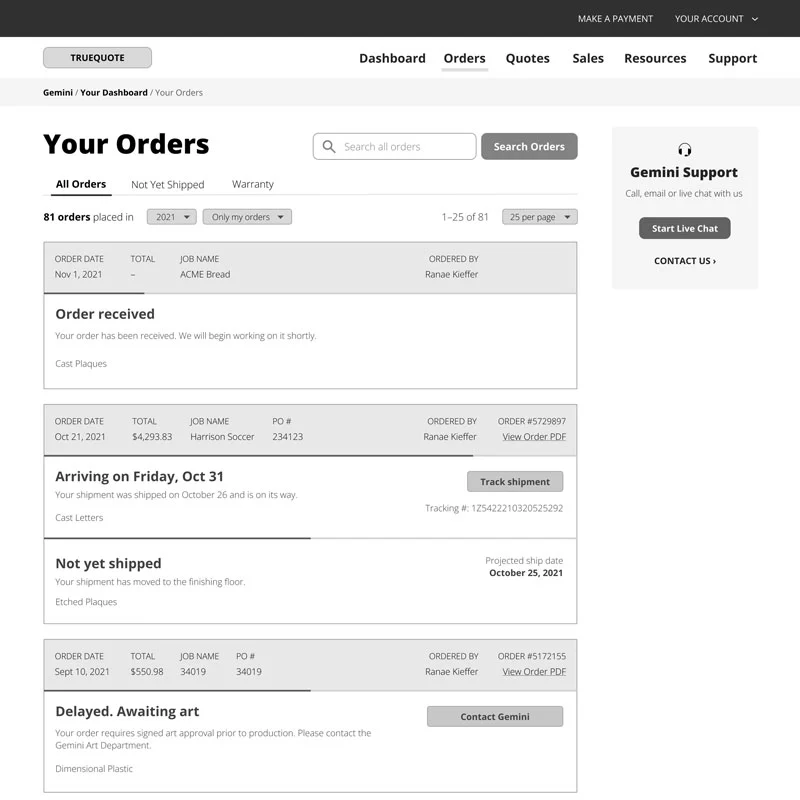 MAKE A PAYMENT YOUR ACCOUNT
TRUEQUOTE Dashboard Orders Quotes Sales Resources Support
Gemini / Your Dashboard / Your Orders
Your Orders
Search all orders Search Orders
All Orders Not Yet Shipped Warranty
81 orders placed in 2021 Only my orders 1–25 of 81 25 per page
Gemini Support
Call, email or live chat with us
Start Live Chat
CONTACT US ›
ORDER DATE TOTAL JOB NAME ORDERED BY
Nov 1, 2021 – ACME Bread Ranae Kieffer
Order received
Your order has been received. We will begin working on it shortly.
Cast Plaques
ORDER DATE TOTAL JOB NAME PO # ORDERED BY ORDER #5729897
Oct 21, 2021 $4,293.83 Harrison Soccer 234123 Ranae Kieffer View Order PDF
Arriving on Friday, Oct 31 Track shipment
Your shipment was shipped on October 26 and is on its way.
Tracking #: 1Z5422210320525292
Cast Letters
Not yet shipped Projected ship date
October 25, 2021
Your shipment has moved to the finishing floor.
Etched Plaques
ORDER DATE TOTAL JOB NAME PO # ORDERED BY ORDER #5172155
Sept 10, 2021 $550.98 34019 34019 Ranae Kieffer View Order PDF
Delayed. Awaiting art Contact Gemini
Your order requires signed art approval prior to production. Please contact the
Gemini Art Department.
Dimensional Plastic